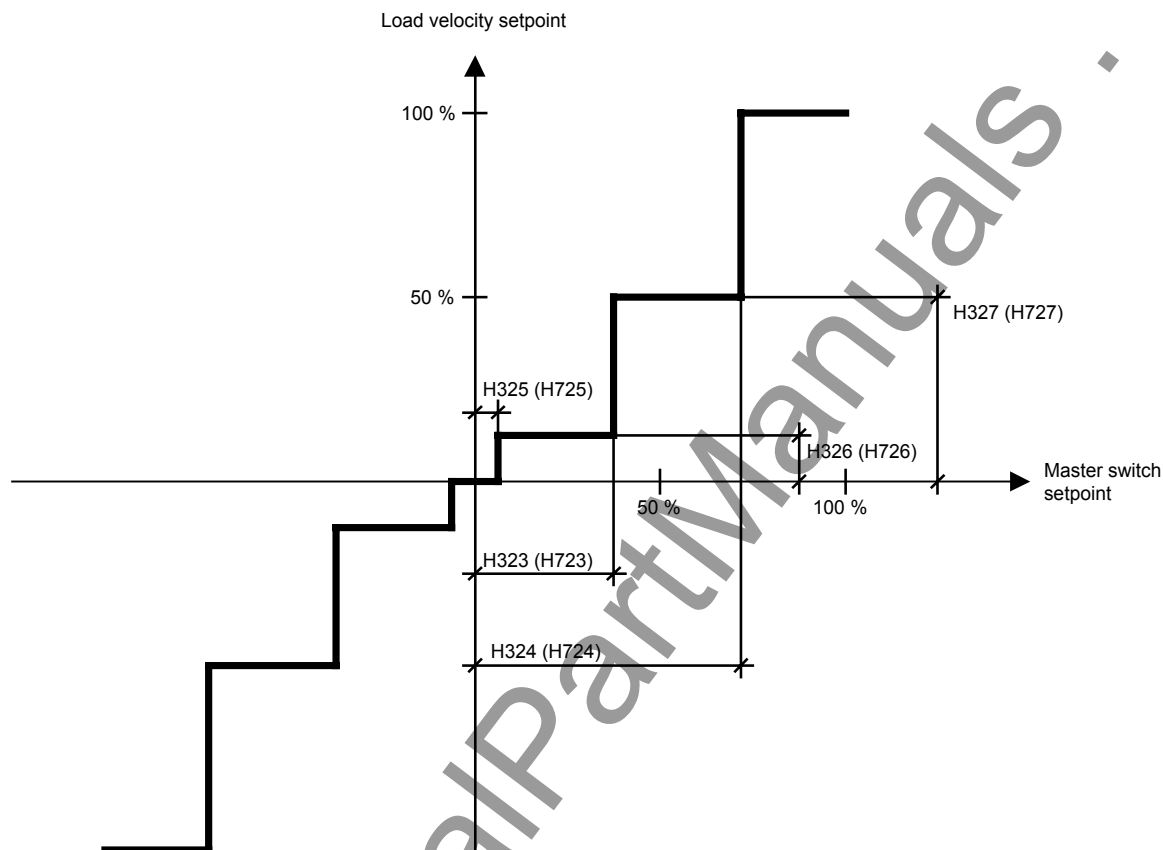 Load velocity setpoint
100 %
50 %
H327 (H727)
H325 (H725)
H326 (H726)
Master switch
setpoint
50 %
100 %
H323 (H723)
H324 (H724)
alPartManuals .